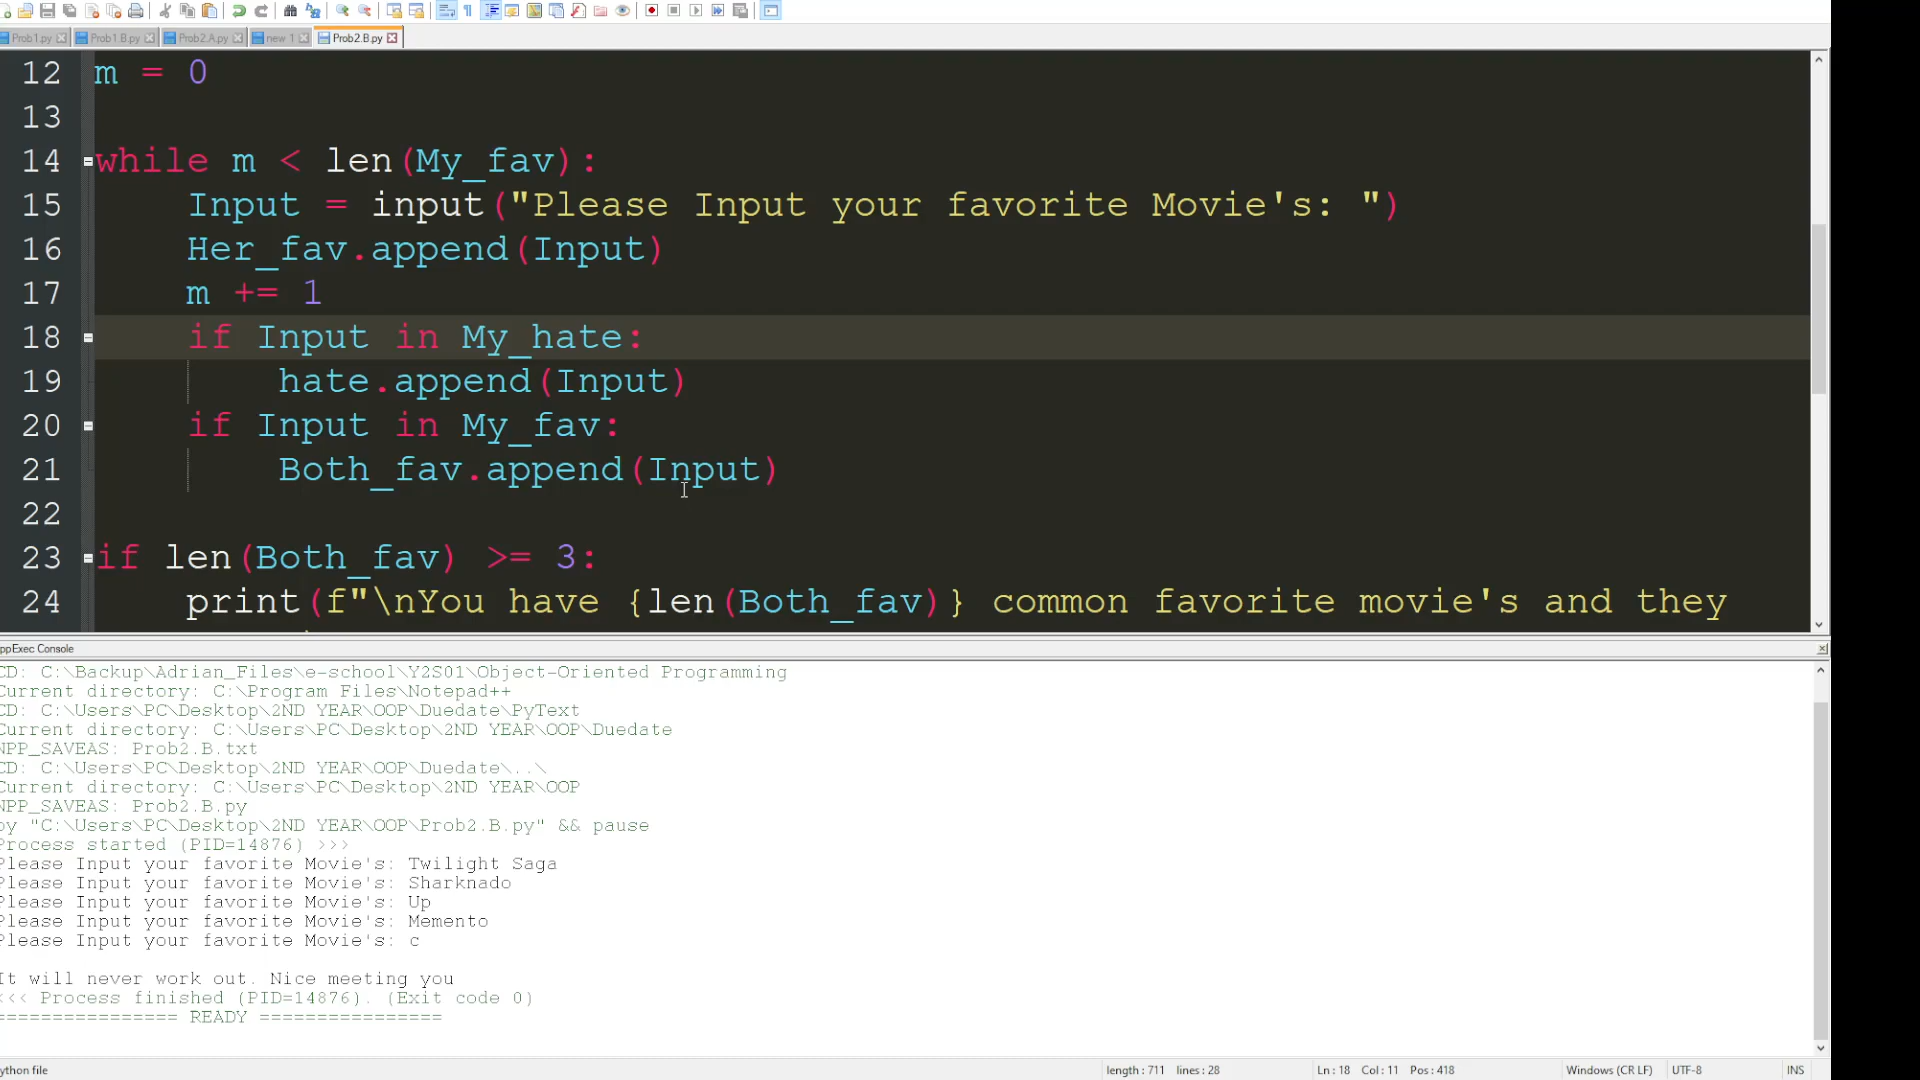 Prob1.py Prob1.B.py Prob2.A.py new 1 Prob2.B.py
12 m = 0
13
14 while m < len(My_fav):
15 Input = input("Please Input your favorite Movie's: ")
16 Her_fav.append(Input)
17 m += 1
18 if Input in My_hate:
19 hate.append(Input)
20 if Input in My_fav:
21 Both_fav.append(Input)
22
23 if len(Both_fav) >= 3:
24 print(f"\nYou have {len(Both_fav)} common favorite movie's and they
ppExec Console
CD: C:\Backup\Adrian_Files\e-school\Y2S01\Object-Oriented Programming
Current directory: C:\Program Files\Notepad++
CD: C:\Users\PC\Desktop\2ND YEAR\OOP\Duedate\PyText
Current directory: C:\Users\PC\Desktop\2ND YEAR\OOP\Duedate
NPP_SAVEAS: Prob2.B.txt
CD: C:\Users\PC\Desktop\2ND YEAR\OOP\Duedate\..\
Current directory: C:\Users\PC\Desktop\2ND YEAR\OOP
NPP_SAVEAS: Prob2.B.py
py "C:\Users\PC\Desktop\2ND YEAR\OOP\Prob2.B.py" && pause
Process started (PID=14876) >>>
Please Input your favorite Movie's: Twilight Saga
Please Input your favorite Movie's: Sharknado
Please Input your favorite Movie's: Up
Please Input your favorite Movie's: Memento
Please Input your favorite Movie's: c
It will never work out. Nice meeting you
<<< Process finished (PID=14876). (Exit code 0)
================ READY ================
ython file length : 711 lines : 28 Ln : 18 Col : 11 Pos : 418 Windows (CR LF) UTF-8 INS